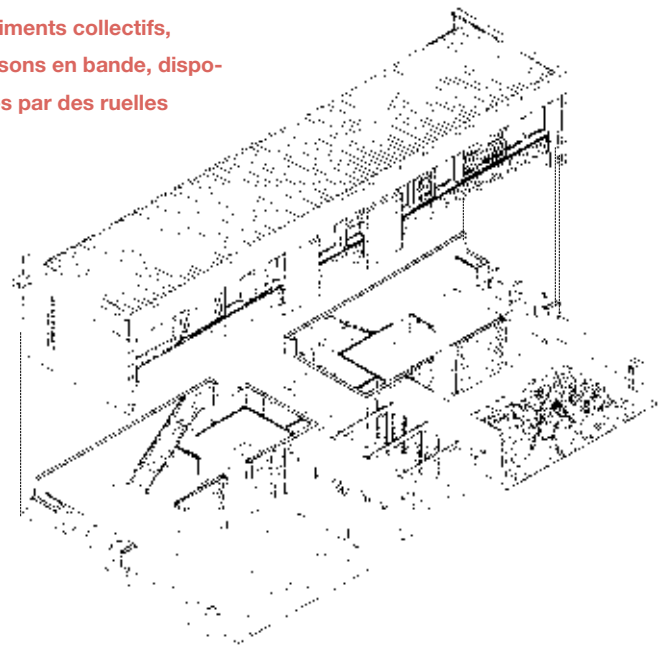 iments collectifs,
sons en bande, dispo-
s par des ruelles